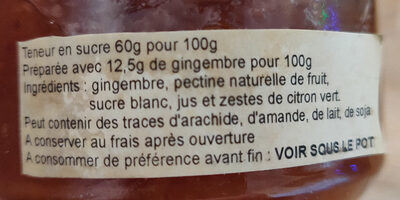 Teneur en sucre 60g pour 100g
Préparée avec 12,5g de gingembre pour 100g
Ingrédients : gingembre, pectine naturelle de fruit,
sucre blanc, jus et zestes de citron vert.
Peut contenir des traces d'arachide, d'amande, de lait, de soja
A conserver au frais après ouverture
A consommer de préférence avant fin : VOIR SOUS LE POT